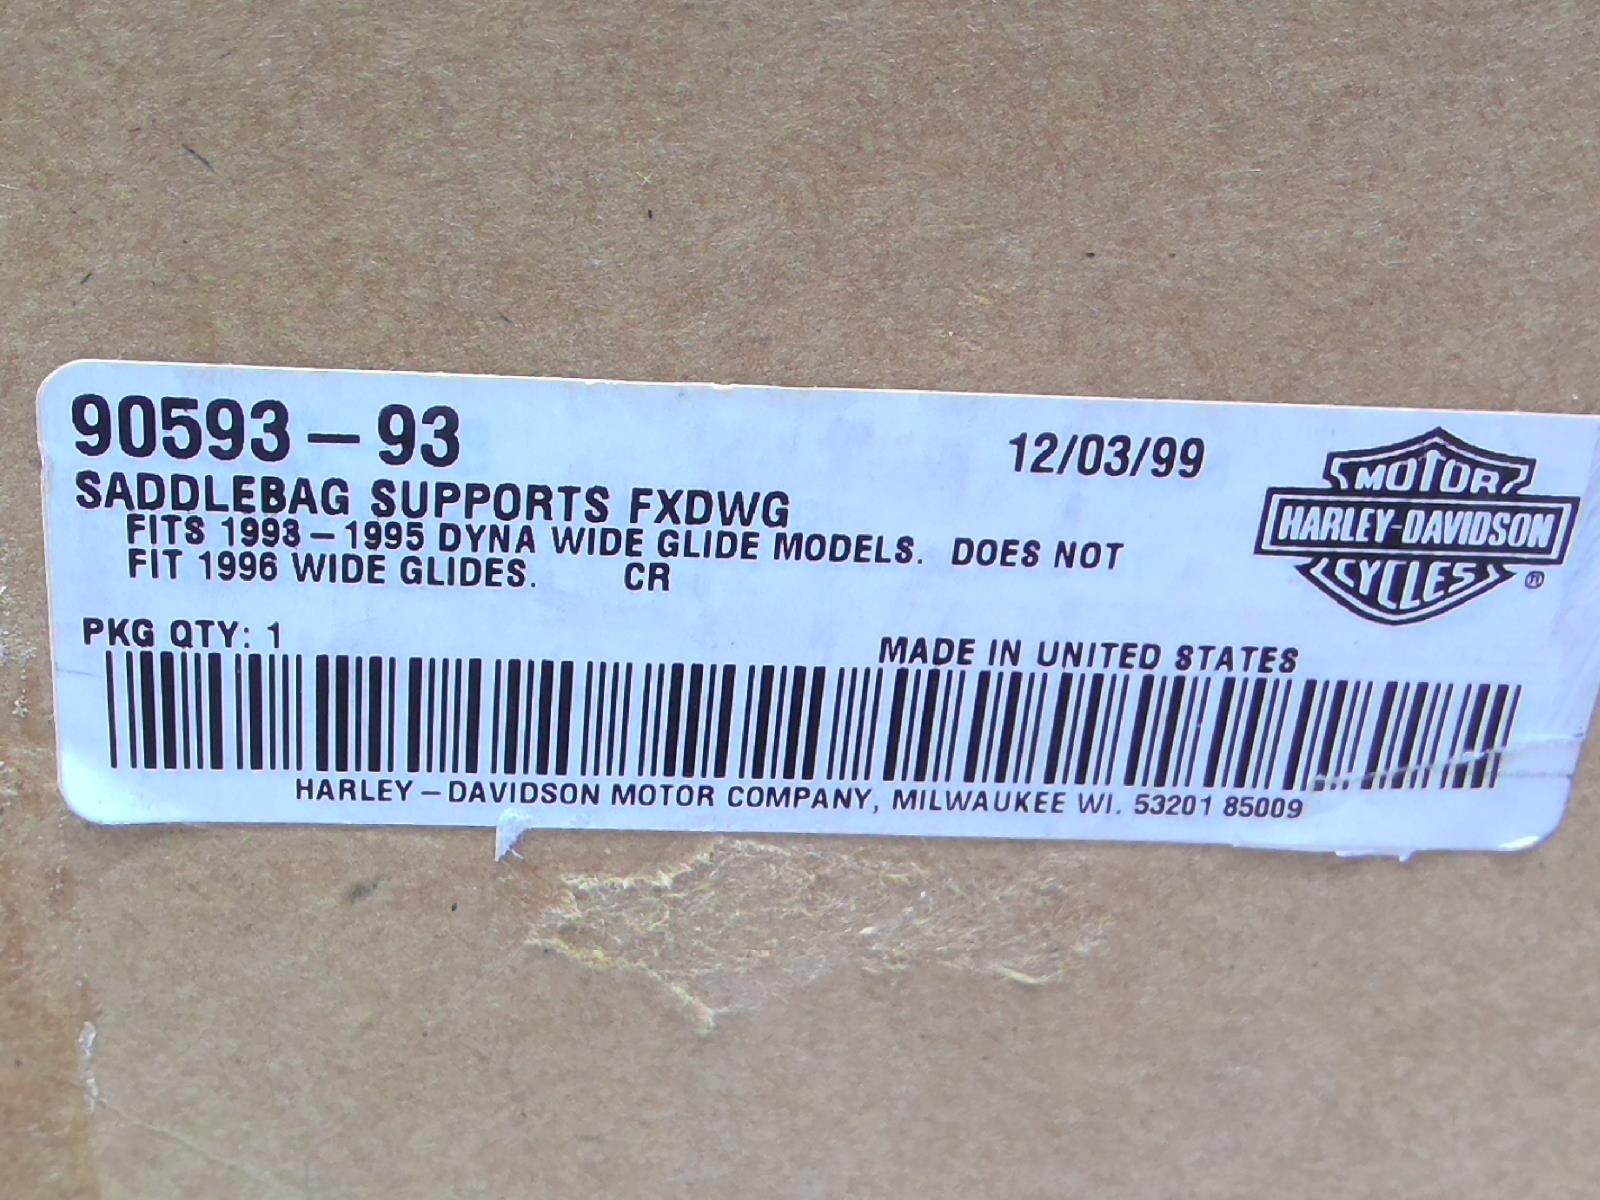 90593-93
12/03/99
SADDLEBAG SUPPORTS FXDWG
FITS 1993-1995 DYNA WIDE GLIDE MODELS. DOES NOT
FIT 1996 WIDE GLIDES. CR
MOTOR
HARLEY-DAVIDSON
CYCLES
®
PKG QTY: 1
MADE IN UNITED STATES
HARLEY-DAVIDSON MOTOR COMPANY, MILWAUKEE WI. 53201 85009